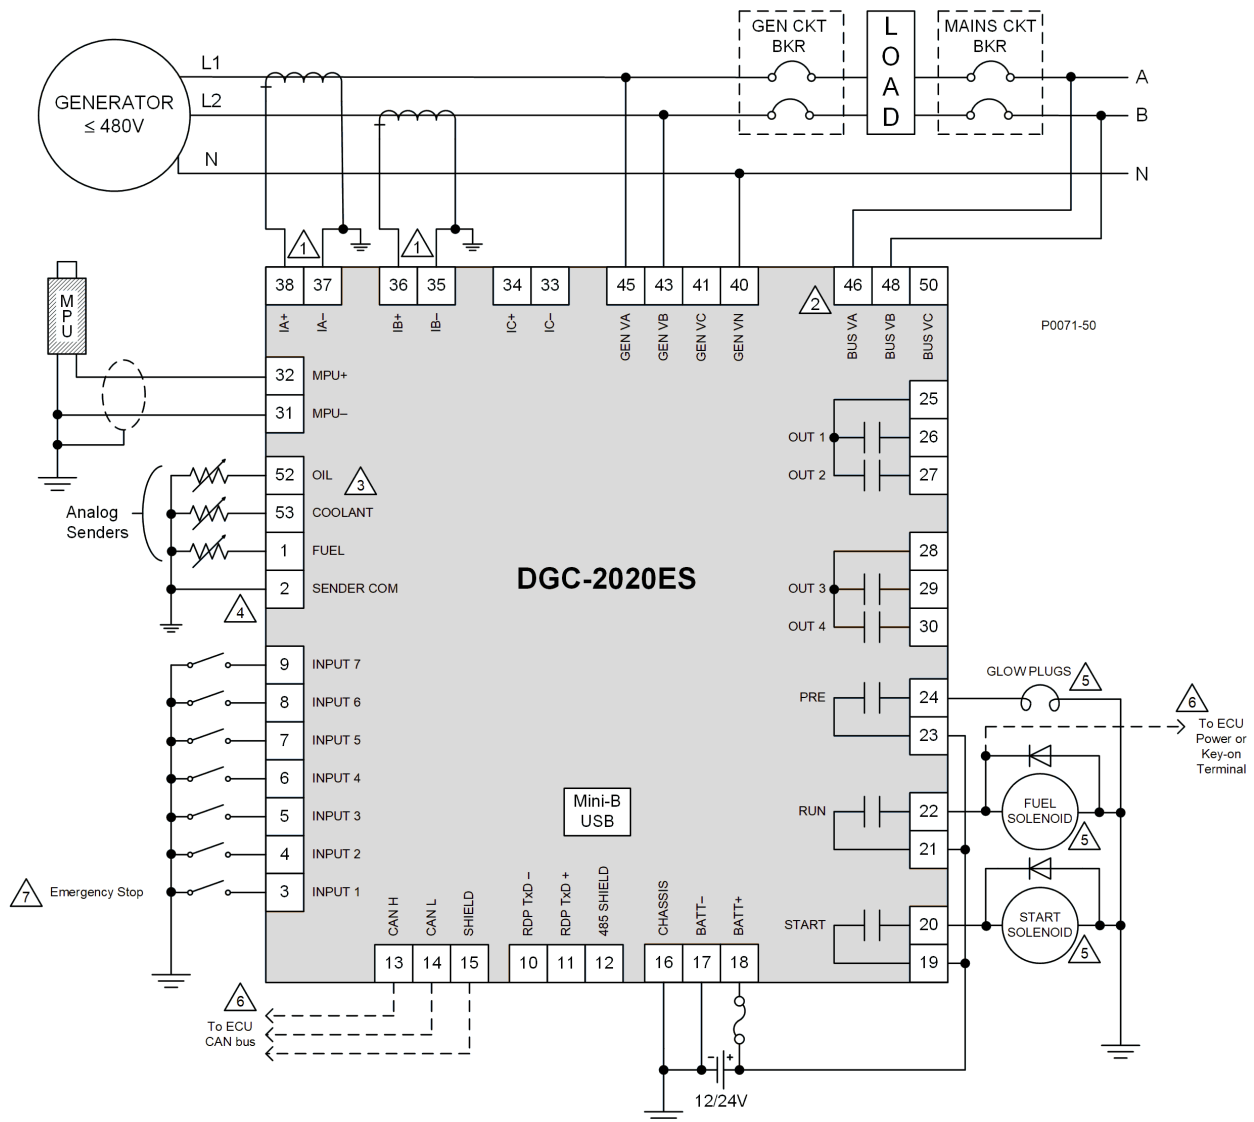 GEN CKT
BKR
LOAD
MAINS CKT
BKR
L1
A
GENERATOR
≤ 480V
L2
B
N
N
1
1
38
37
36
35
34
33
45
43
41
40
2
46
48
50
IA+
IA–
IB+
IB–
IC+
IC–
GEN VA
GEN VB
GEN VC
GEN VN
BUS VA
BUS VB
BUS VC
P0071-50
MPU
32
MPU+
31
MPU–
25
OUT 1
26
OUT 2
27
52
OIL
3
Analog
Senders
53
COOLANT
1
FUEL
2
SENDER COM
4
DGC-2020ES
28
OUT 3
29
OUT 4
30
9
INPUT 7
8
INPUT 6
7
INPUT 5
6
INPUT 4
5
INPUT 3
4
INPUT 2
7
Emergency Stop
3
INPUT 1
PRE
24
23
GLOW PLUGS
5
6
To ECU
Power or
Key-on
Terminal
Mini-B
USB
RUN
22
21
FUEL
SOLENOID
5
START
20
19
START
SOLENOID
5
CAN H
CAN L
SHIELD
RDP TxD –
RDP TxD +
485 SHIELD
CHASSIS
BATT–
BATT+
13
14
15
10
11
12
16
17
18
6
To ECU
CAN bus
– +
12/24V